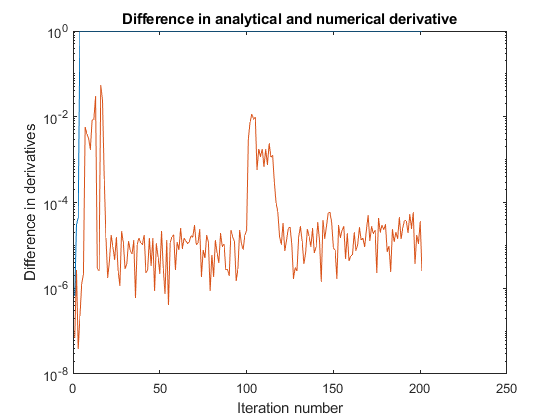 Difference in analytical and numerical derivative
10^0
10^-2
10^-4
10^-6
10^-8
Difference in derivatives
0 50 100 150 200 250
Iteration number